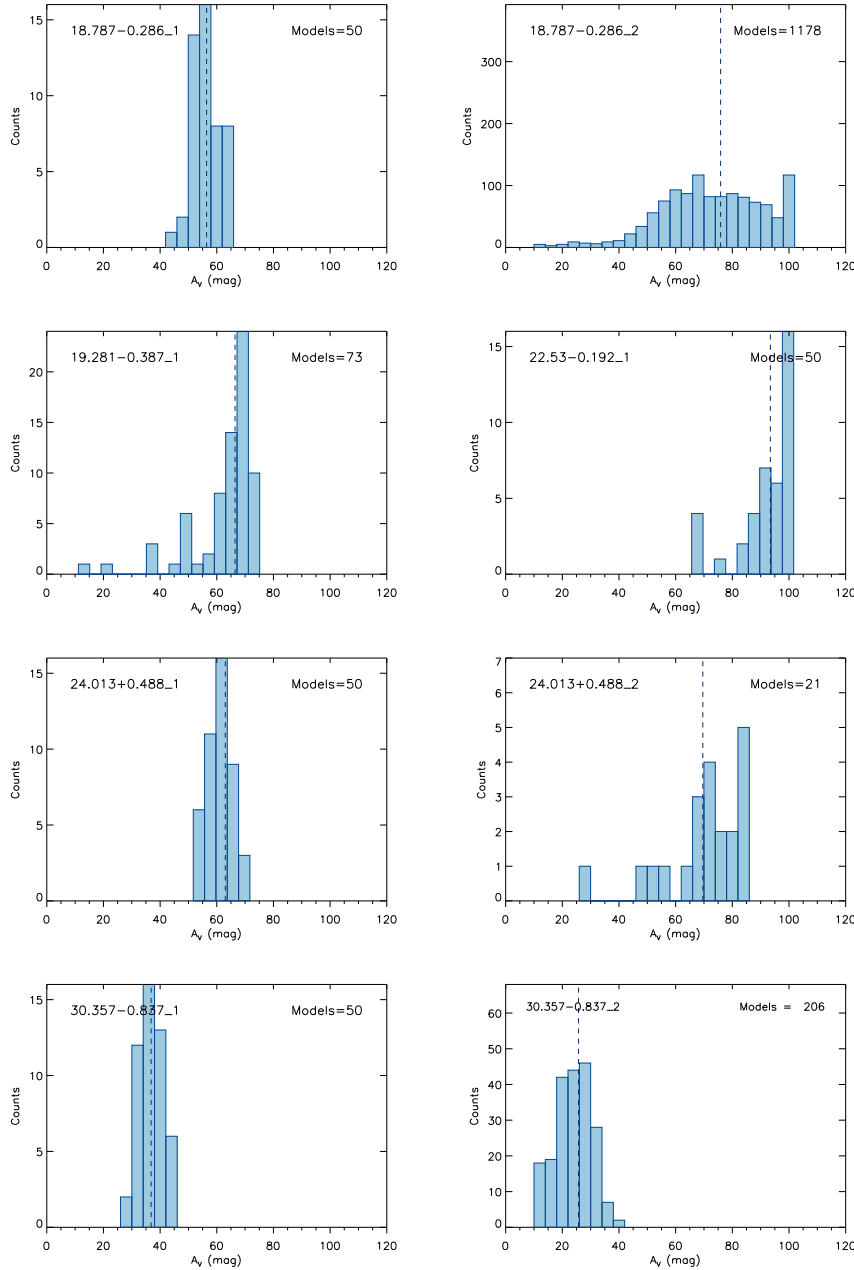 18.787−0.286_1 Models=50
15
10
5
0
Counts
0 20 40 60 80 100 120
A_V (mag)
18.787−0.286_2 Models=1178
300
200
100
0
Counts
0 20 40 60 80 100 120
A_V (mag)
19.281−0.387_1 Models=73
20
15
10
5
0
Counts
0 20 40 60 80 100 120
A_V (mag)
22.53−0.192_1 Models=50
15
10
5
0
Counts
0 20 40 60 80 100 120
A_V (mag)
24.013+0.488_1 Models=50
15
10
5
0
Counts
0 20 40 60 80 100 120
A_V (mag)
24.013+0.488_2 Models=21
7
6
5
4
3
2
1
0
Counts
0 20 40 60 80 100 120
A_V (mag)
30.357−0.837_1 Models=50
15
10
5
0
Counts
0 20 40 60 80 100 120
A_V (mag)
30.357−0.837_2 Models = 206
60
50
40
30
20
10
0
Counts
0 20 40 60 80 100 120
A_V (mag)